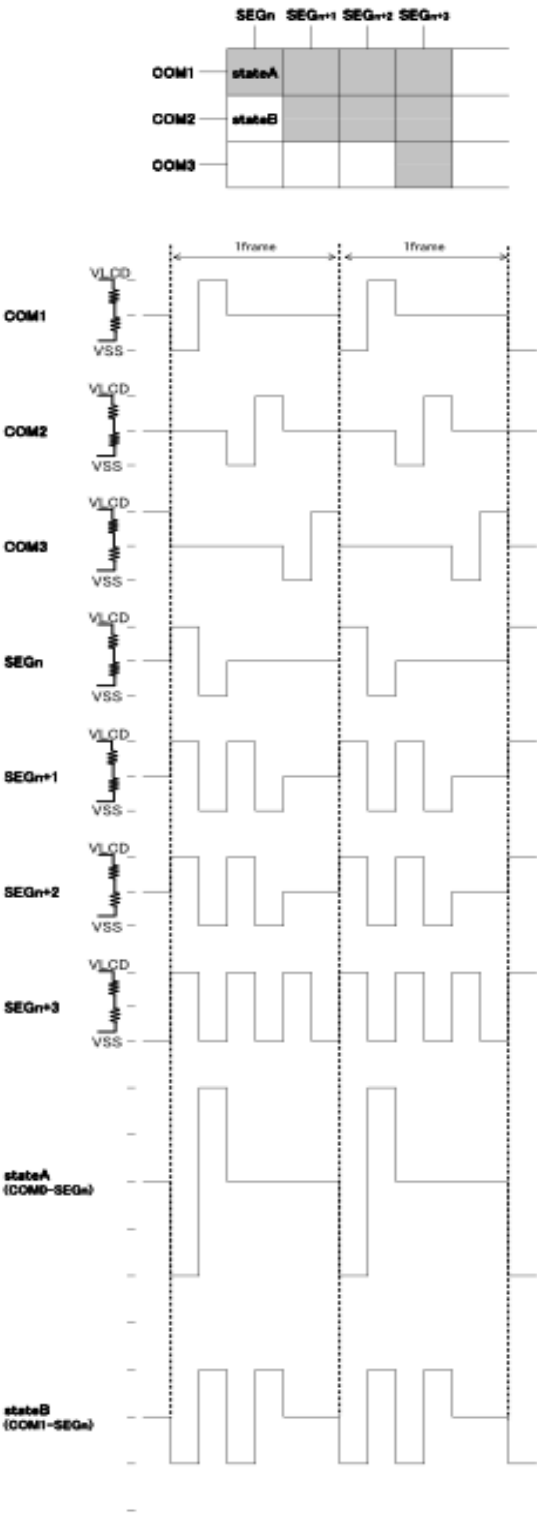 SEGn SEGn+1 SEGn+2 SEGn+3
COM1 stateA
COM2 stateB
COM3
1frame 1frame
VLCD
COM1
VSS
VLCD
COM2
VSS
VLCD
COM3
VSS
VLCD
SEGn
VSS
VLCD
SEGn+1
VSS
VLCD
SEGn+2
VSS
VLCD
SEGn+3
VSS
stateA
(COM0-SEGn)
stateB
(COM1-SEGn)